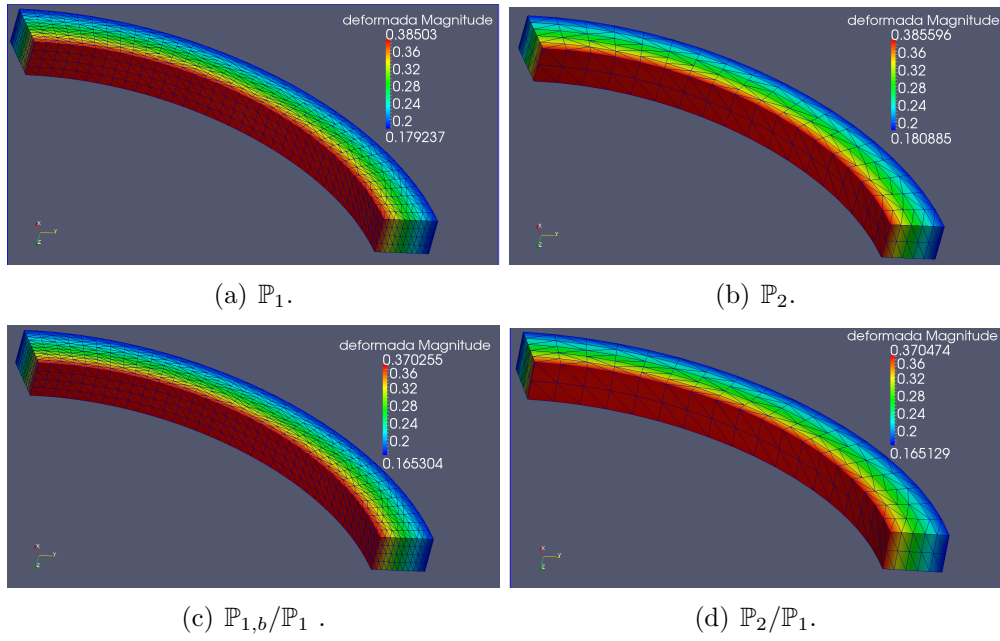 deformada Magnitude
0.38503
0.36
0.32
0.28
0.24
0.2
0.179237
x
y
z
(a) ℙ₁.
deformada Magnitude
0.385596
0.36
0.32
0.28
0.24
0.2
0.180885
x
y
z
(b) ℙ₂.
deformada Magnitude
0.370255
0.36
0.32
0.28
0.24
0.2
0.165304
x
y
z
(c) ℙ₁,b/ℙ₁ .
deformada Magnitude
0.370474
0.36
0.32
0.28
0.24
0.2
0.165129
x
y
z
(d) ℙ₂/ℙ₁.